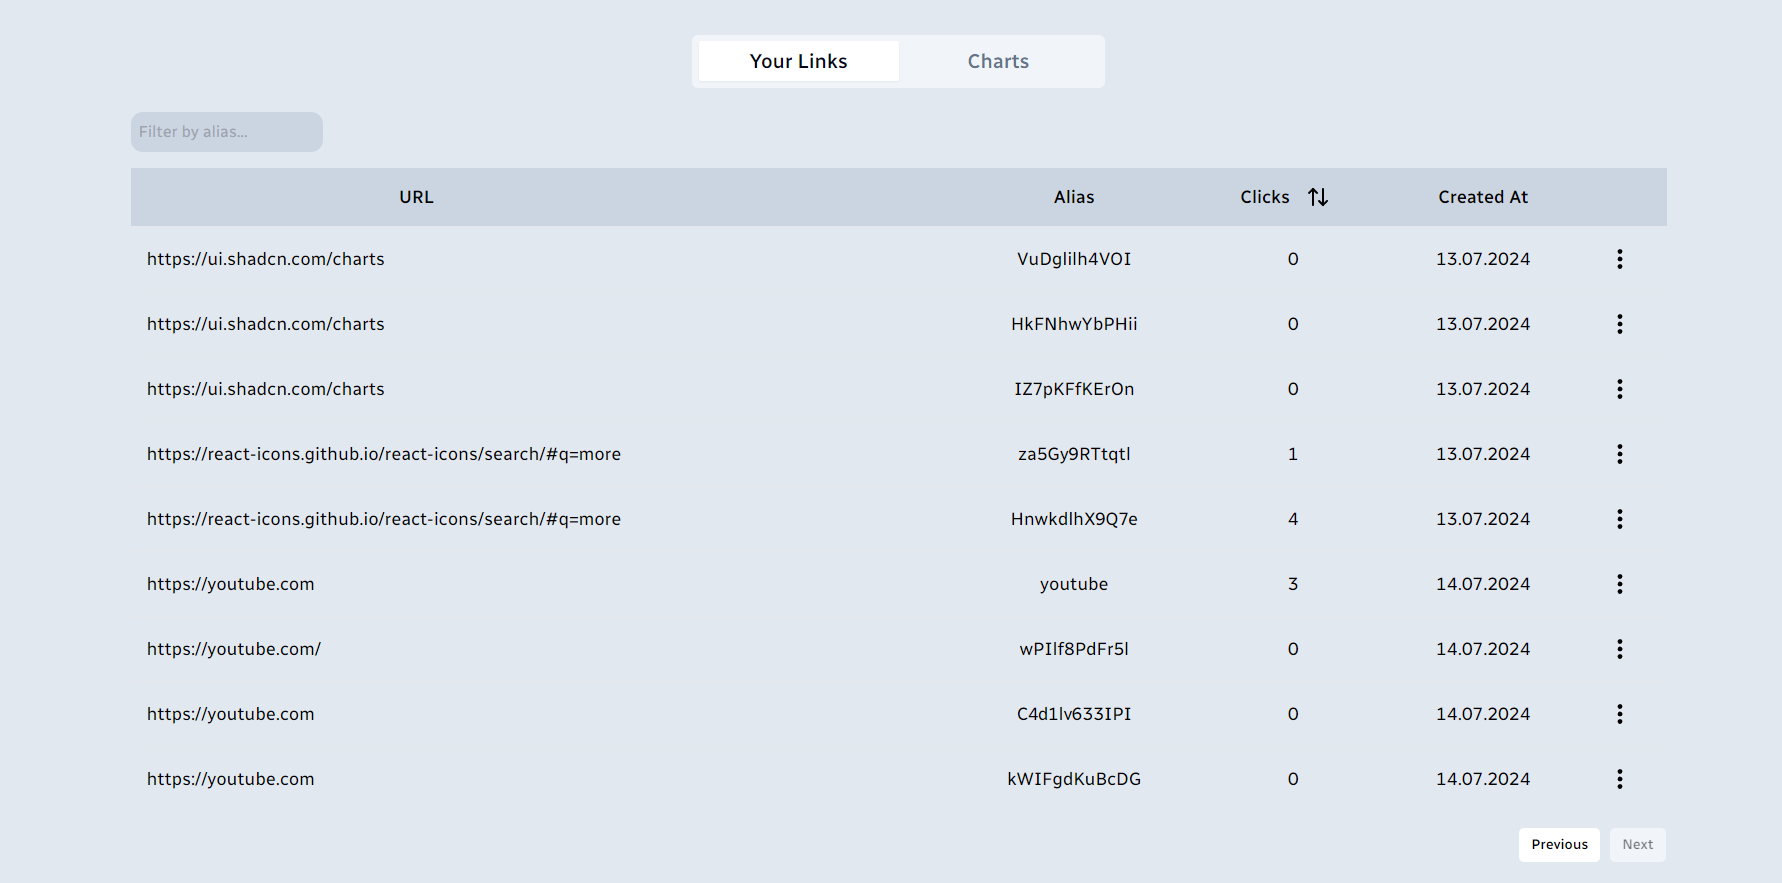 Your Links Charts
Filter by alias...
URL Alias Clicks Created At
https://ui.shadcn.com/charts VuDglilh4VOI 0 13.07.2024
https://ui.shadcn.com/charts HkFNhwYbPHii 0 13.07.2024
https://ui.shadcn.com/charts IZ7pKFfKErOn 0 13.07.2024
https://react-icons.github.io/react-icons/search/#q=more za5Gy9RTtqtl 1 13.07.2024
https://react-icons.github.io/react-icons/search/#q=more HnwkdlhX9Q7e 4 13.07.2024
https://youtube.com youtube 3 14.07.2024
https://youtube.com/ wPIlf8PdFr5l 0 14.07.2024
https://youtube.com C4d1lv633IPI 0 14.07.2024
https://youtube.com kWIFgdKuBcDG 0 14.07.2024
Previous Next